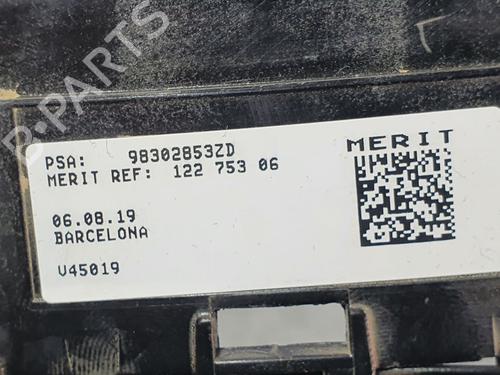 B-PARTS
PSA: 98302853ZD
MERIT REF: 122 753 06
MERIT
06.08.19
BARCELONA
V45019